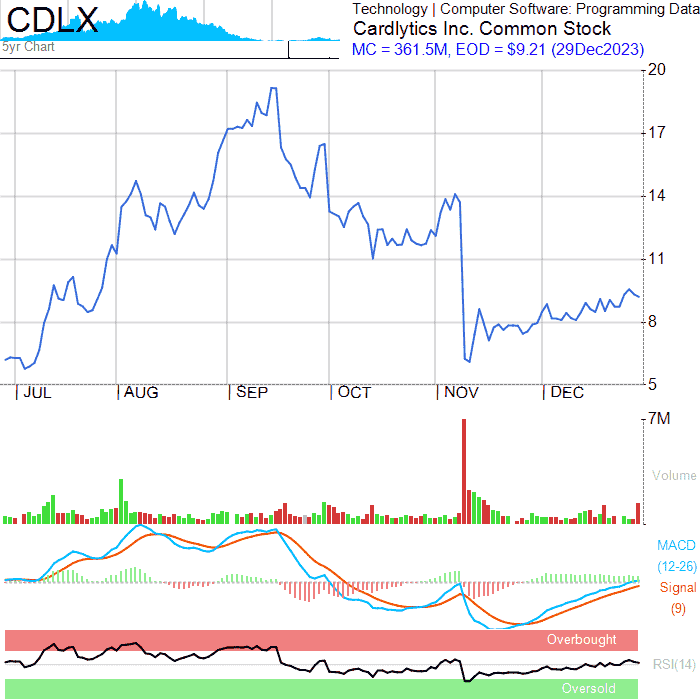 CDLX
5yr Chart
Technology | Computer Software: Programming Data
Cardlytics Inc. Common Stock
MC = 361.5M, EOD = $9.21 (29Dec2023)
20
17
14
11
8
5
JUL AUG SEP OCT NOV DEC
7M
Volume
MACD
(12-26)
Signal
(9)
Overbought
RSI(14)
Oversold